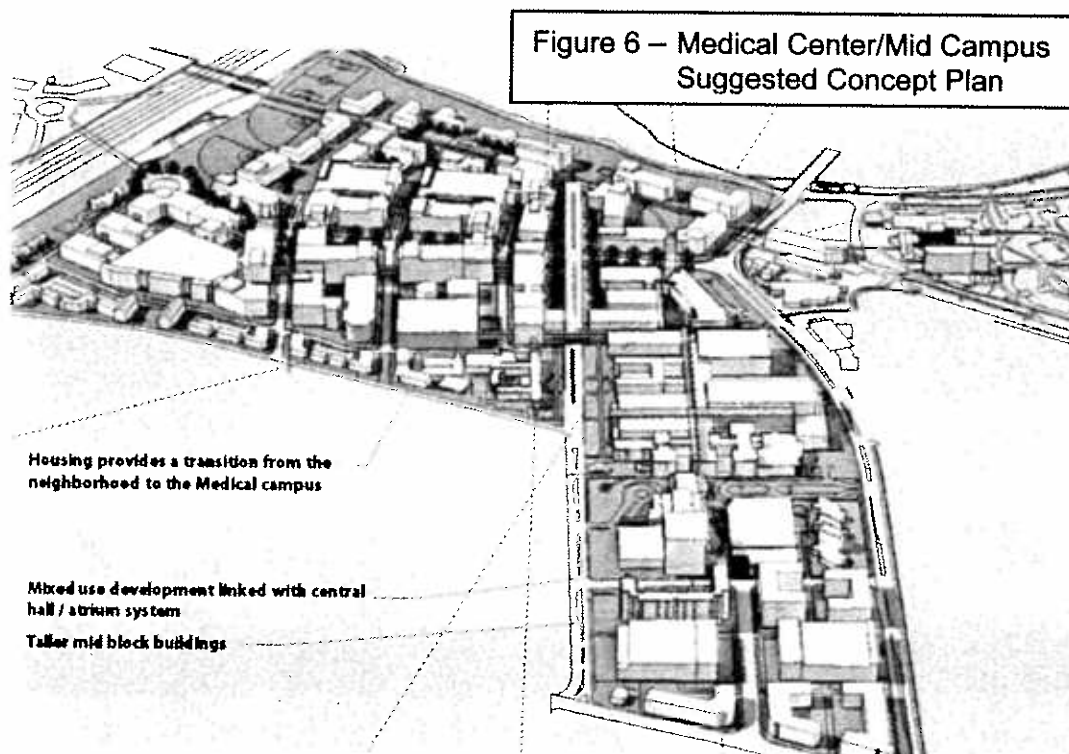 Figure 6 – Medical Center/Mid Campus
Suggested Concept Plan
Housing provides a transition from the
neighborhood to the Medical campus
Mixed use development linked with central
hall / atrium system
Taller mid block buildings